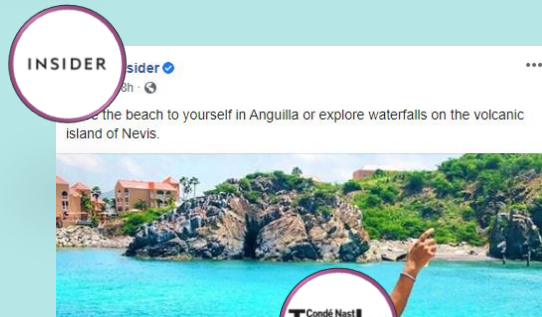 INSIDER
sider
8h
the beach to yourself in Anguilla or explore waterfalls on the volcanic
island of Nevis.
Condé Nast